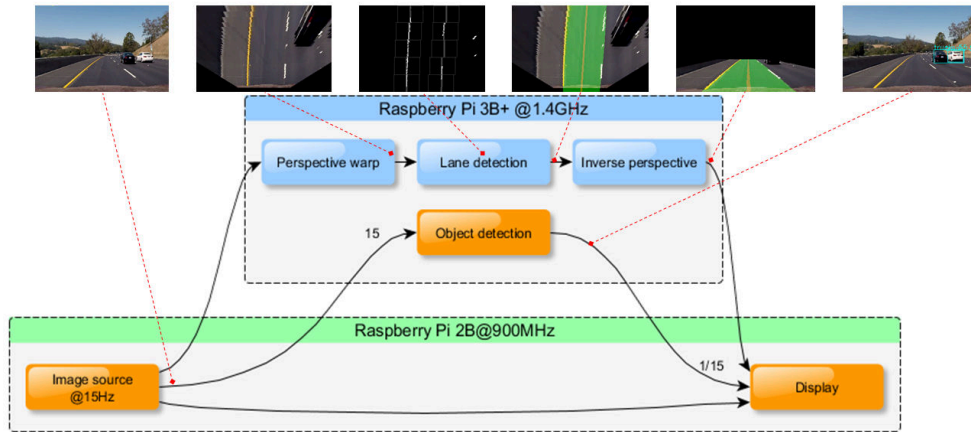 Raspberry Pi 3B+ @1.4GHz
Perspective warp
Lane detection
Inverse perspective
15
Object detection
Raspberry Pi 2B@900MHz
Image source
@15Hz
1/15
Display